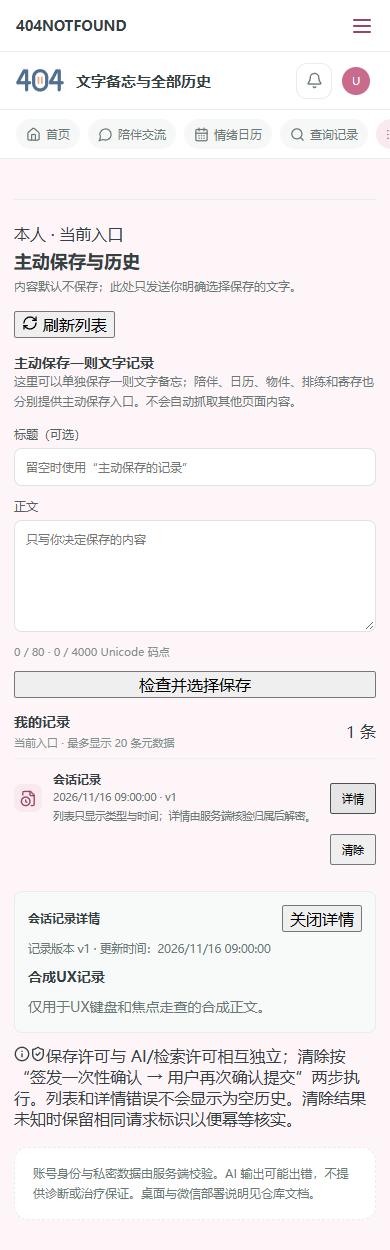 404NOTFOUND
404 文字备忘与全部历史 U
首页 陪伴交流 情绪日历 查询记录
本人 · 当前入口
主动保存与历史
内容默认不保存；此处只发送你明确选择保存的文字。
刷新列表
主动保存一则文字记录
这里可以单独保存一则文字备忘；陪伴、日历、物件、排练和寄存也
分别提供主动保存入口。不会自动抓取其他页面内容。
标题（可选）
留空时使用“主动保存的记录”
正文
只写你决定保存的内容
0 / 80 · 0 / 4000 Unicode 码点
检查并选择保存
我的记录
1 条
当前入口 · 最多显示 20 条元数据
会话记录
2026/11/16 09:00:00 · v1
列表只显示类型与时间；详情由服务端核验归属后解密。
详情
清除
会话记录详情
关闭详情
记录版本 v1 · 更新时间：2026/11/16 09:00:00
合成UX记录
仅用于UX键盘和焦点走查的合成正文。
保存许可与 AI/检索许可相互独立；清除按
“签发一次性确认 → 用户再次确认提交”两步执
行。列表和详情错误不会显示为空历史。清除结果
未知时保留相同请求标识以便幂等核实。
账号身份与私密数据由服务端校验。AI 输出可能出错，不提
供诊断或治疗保证。桌面与微信部署说明见仓库文档。